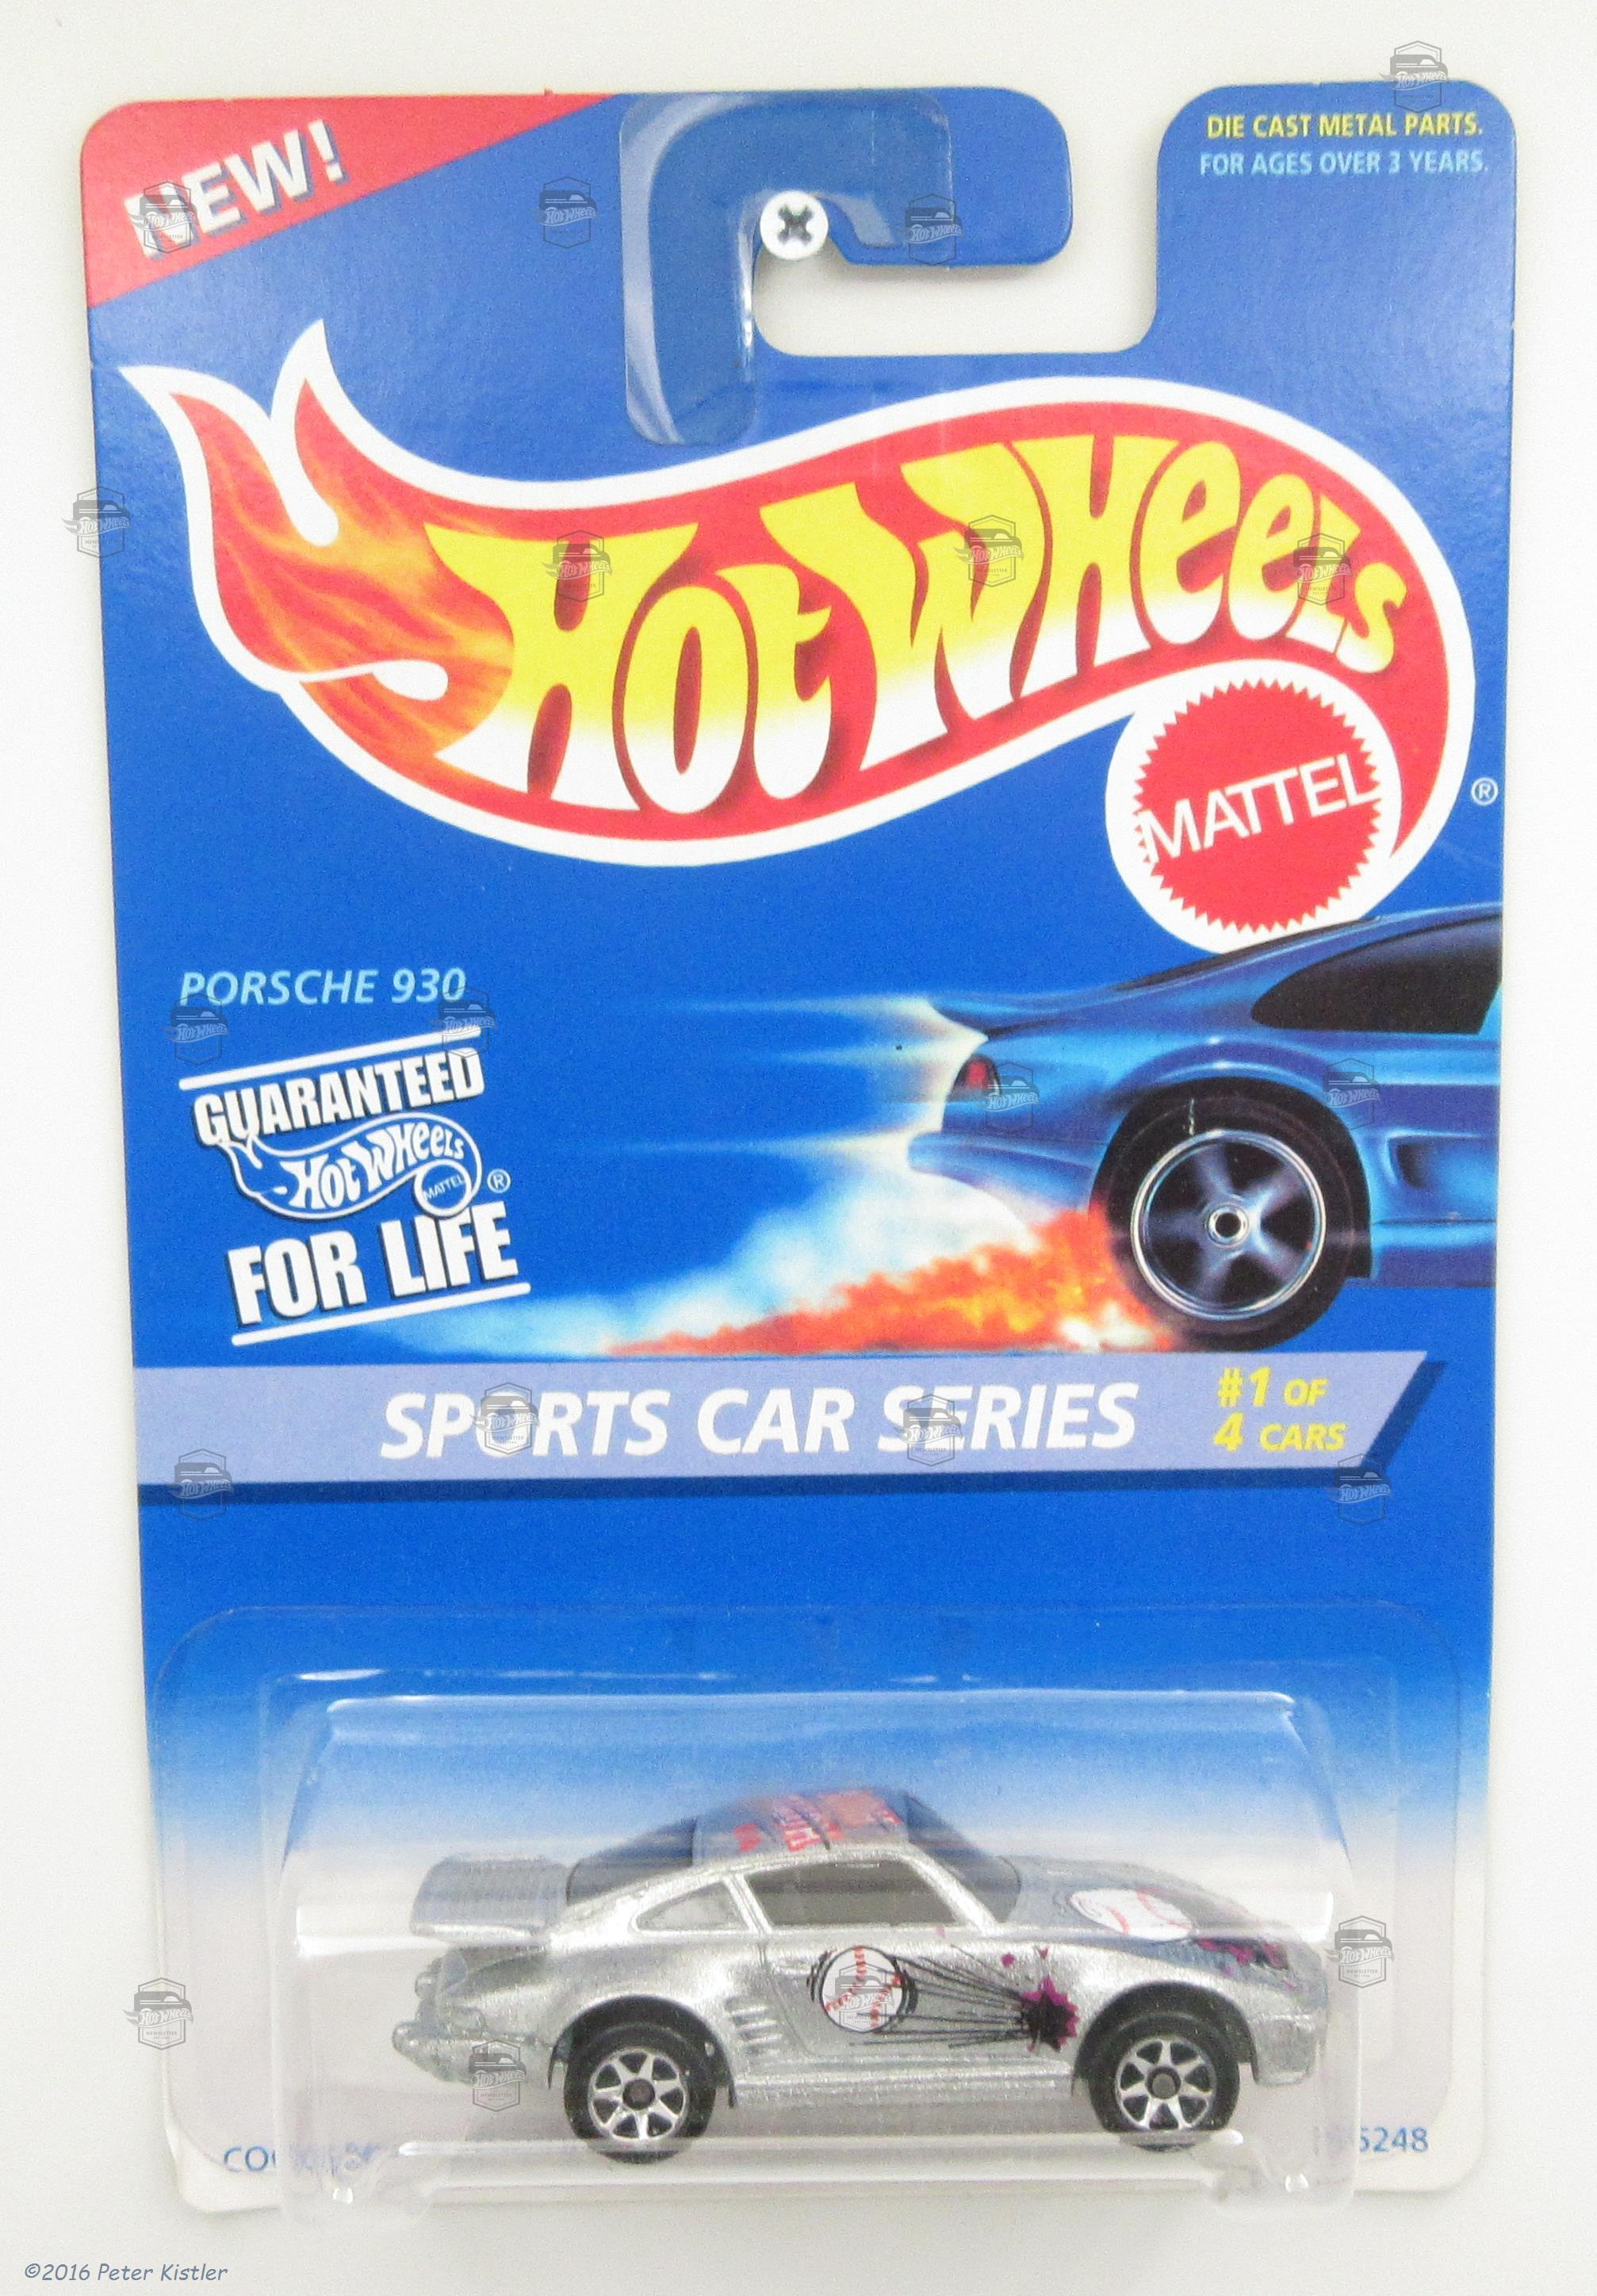 NEW!
DIE CAST METAL PARTS.
FOR AGES OVER 3 YEARS.
HOT WHEELS
MATTEL
®
PORSCHE 930
GUARANTEED
HOT WHEELS
MATTEL ®
FOR LIFE
SPORTS CAR SERIES
#1 OF
4 CARS
5248
©2016 Peter Kistler